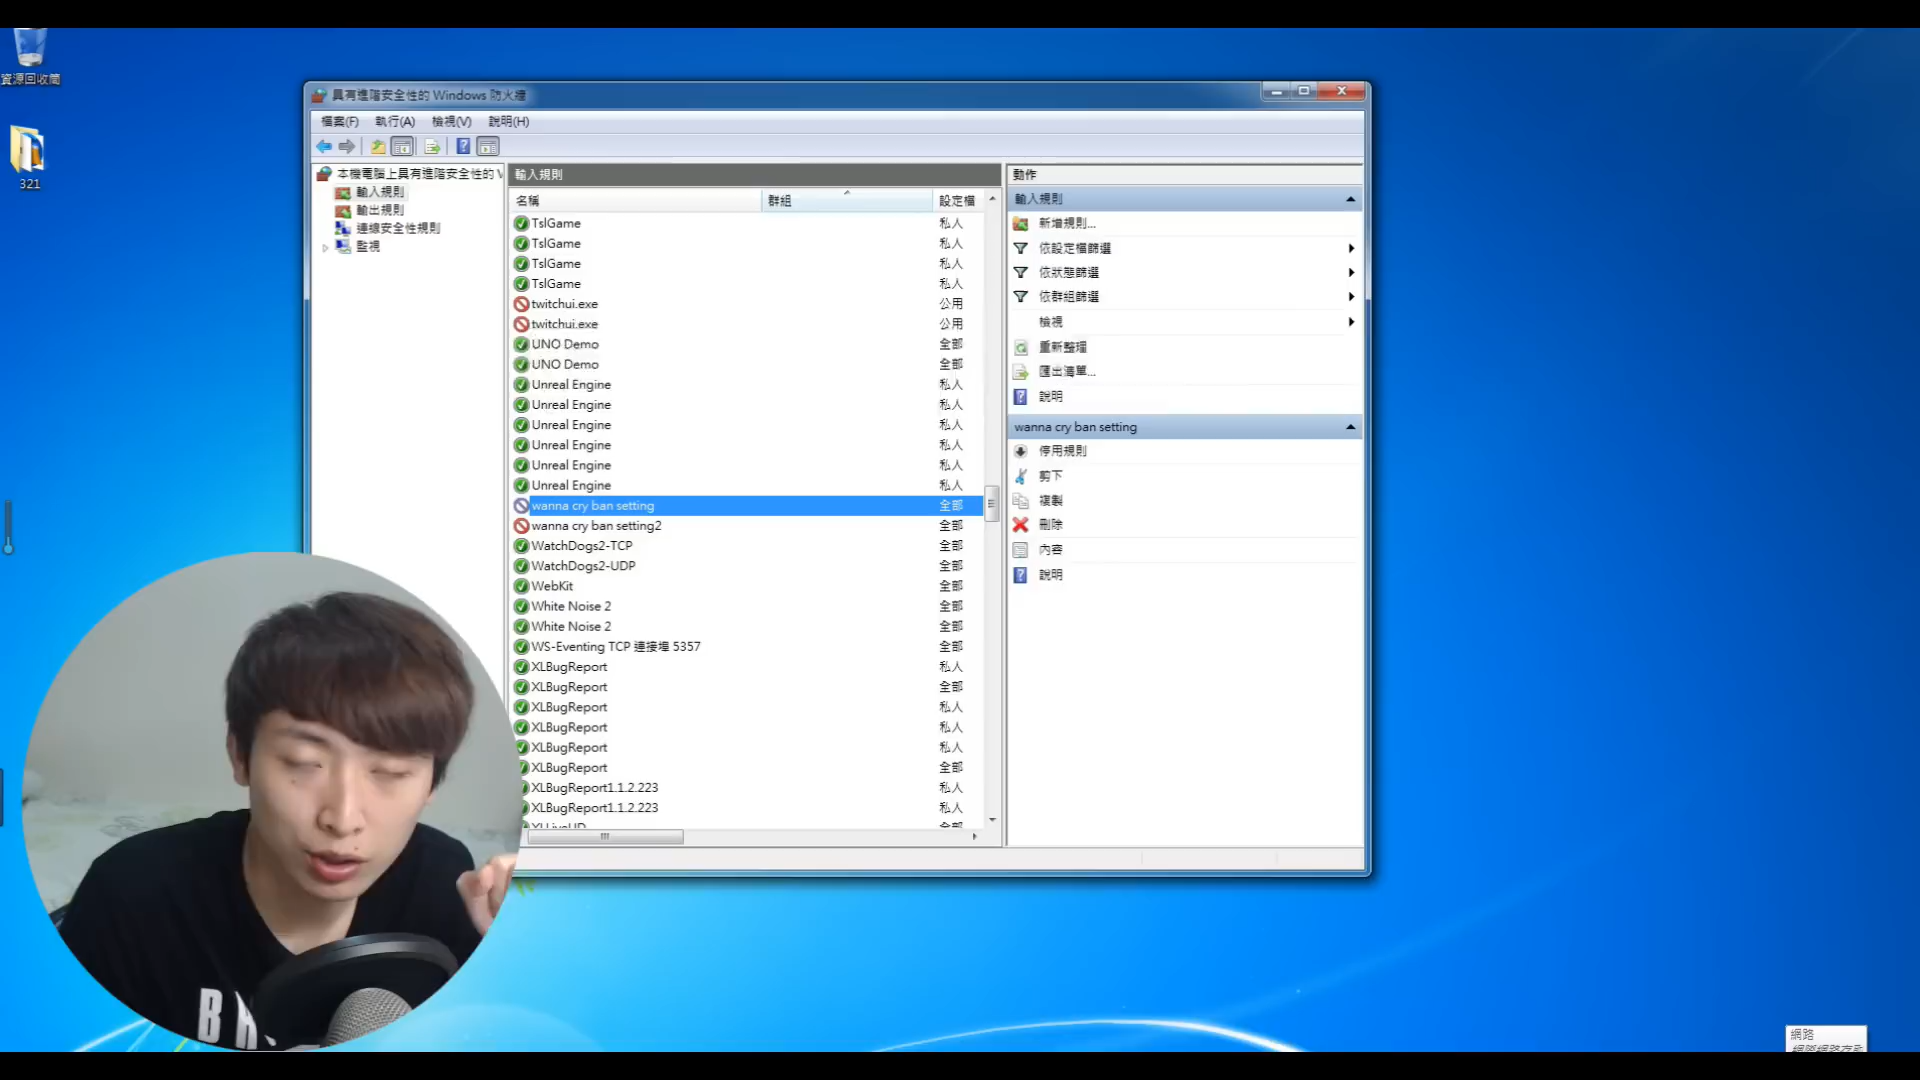 資源回收筒
321
具有進階安全性的 Windows 防火牆
檔案(F) 執行(A) 檢視(V) 說明(H)
本機電腦上具有進階安全性的 V
輸入規則
輸出規則
連線安全性規則
監視
輸入規則
名稱 群組 設定檔
TslGame 私人
TslGame 私人
TslGame 私人
TslGame 私人
twitchui.exe 公用
twitchui.exe 公用
UNO Demo 全部
UNO Demo 全部
Unreal Engine 私人
Unreal Engine 私人
Unreal Engine 私人
Unreal Engine 私人
Unreal Engine 私人
Unreal Engine 私人
wanna cry ban setting 全部
wanna cry ban setting2 全部
WatchDogs2-TCP 全部
WatchDogs2-UDP 全部
WebKit 全部
White Noise 2 全部
White Noise 2 全部
WS-Eventing TCP 連接埠 5357 全部
XLBugReport 私人
XLBugReport 全部
XLBugReport 私人
XLBugReport 私人
XLBugReport 私人
XLBugReport 全部
XLBugReport1.1.2.223 私人
XLBugReport1.1.2.223 私人
XLLiveUD 全部
動作
輸入規則
新增規則...
依設定檔篩選
依狀態篩選
依群組篩選
檢視
重新整理
匯出清單...
說明
wanna cry ban setting
停用規則
剪下
複製
刪除
內容
說明
網路
網際網路存取